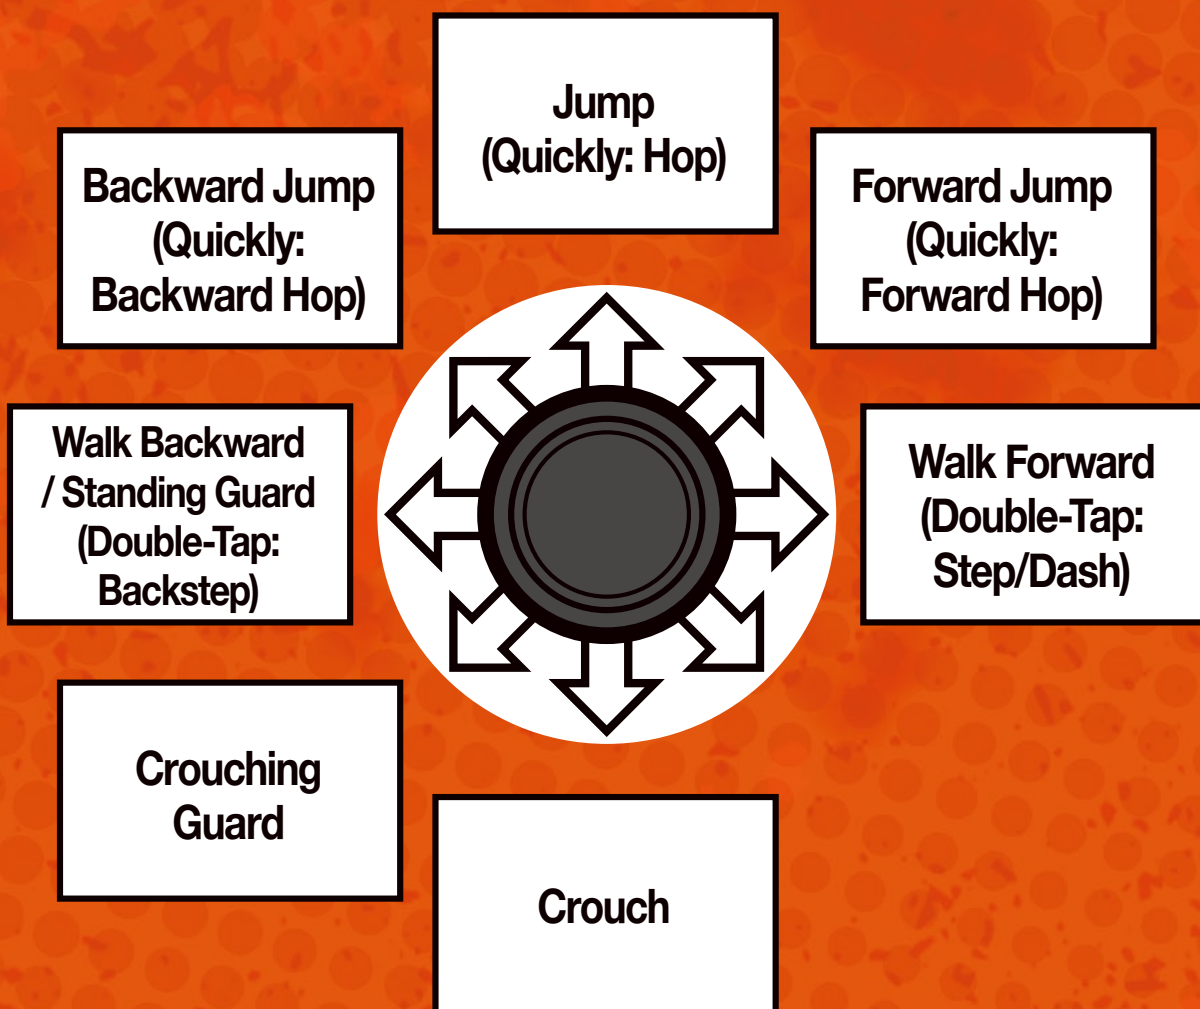 Jump
(Quickly: Hop)
Backward Jump
(Quickly:
Backward Hop)
Forward Jump
(Quickly:
Forward Hop)
Walk Backward
/ Standing Guard
(Double-Tap:
Backstep)
Walk Forward
(Double-Tap:
Step/Dash)
Crouching
Guard
Crouch